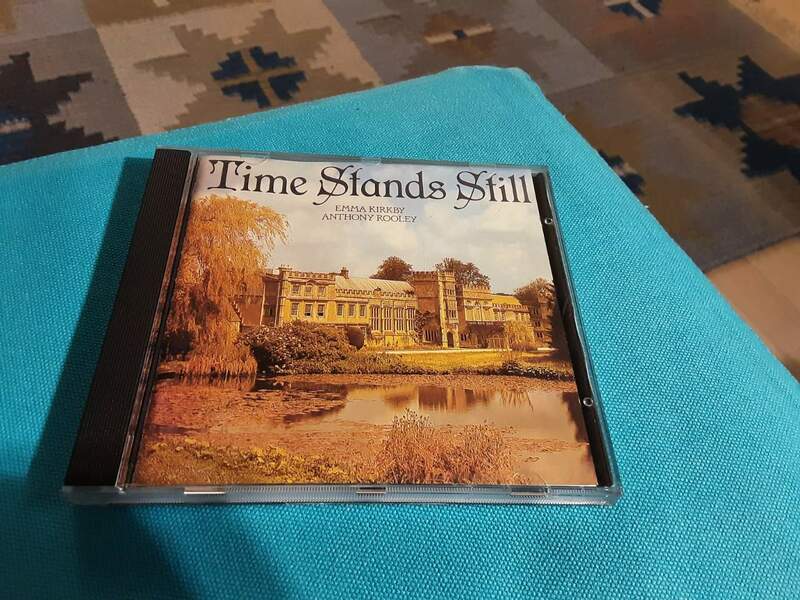 Time Stands Still
EMMA KIRKBY
ANTHONY ROOLEY